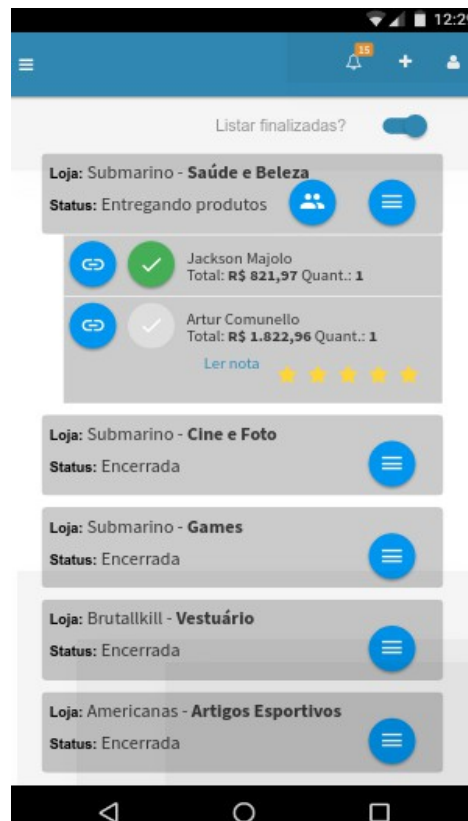 12:29
15
Listar finalizadas?
Loja: Submarino - Saúde e Beleza
Status: Entregando produtos
Jackson Majolo
Total: R$ 821,97 Quant.: 1
Artur Comunello
Total: R$ 1.822,96 Quant.: 1
Ler nota
Loja: Submarino - Cine e Foto
Status: Encerrada
Loja: Submarino - Games
Status: Encerrada
Loja: Brutallkill - Vestuário
Status: Encerrada
Loja: Americanas - Artigos Esportivos
Status: Encerrada